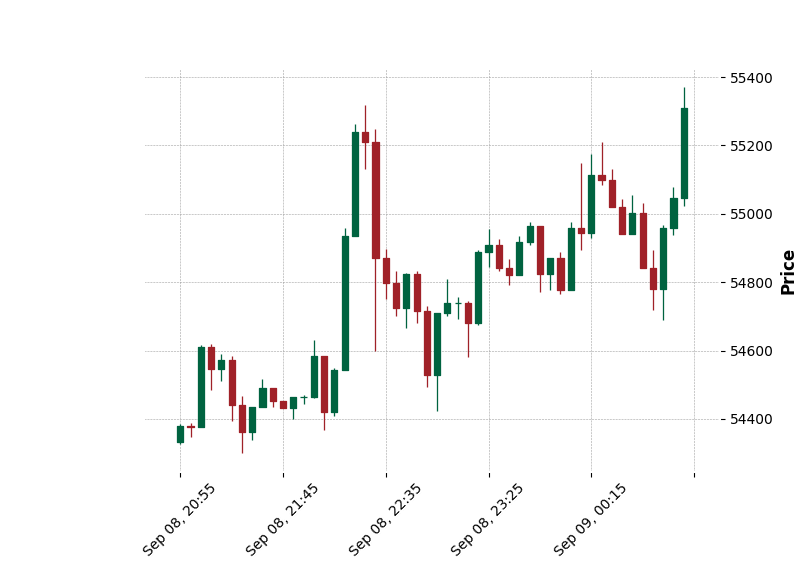 55400
55200
55000
54800
54600
54400
Price
Sep 08, 20:55
Sep 08, 21:45
Sep 08, 22:35
Sep 08, 23:25
Sep 09, 00:15